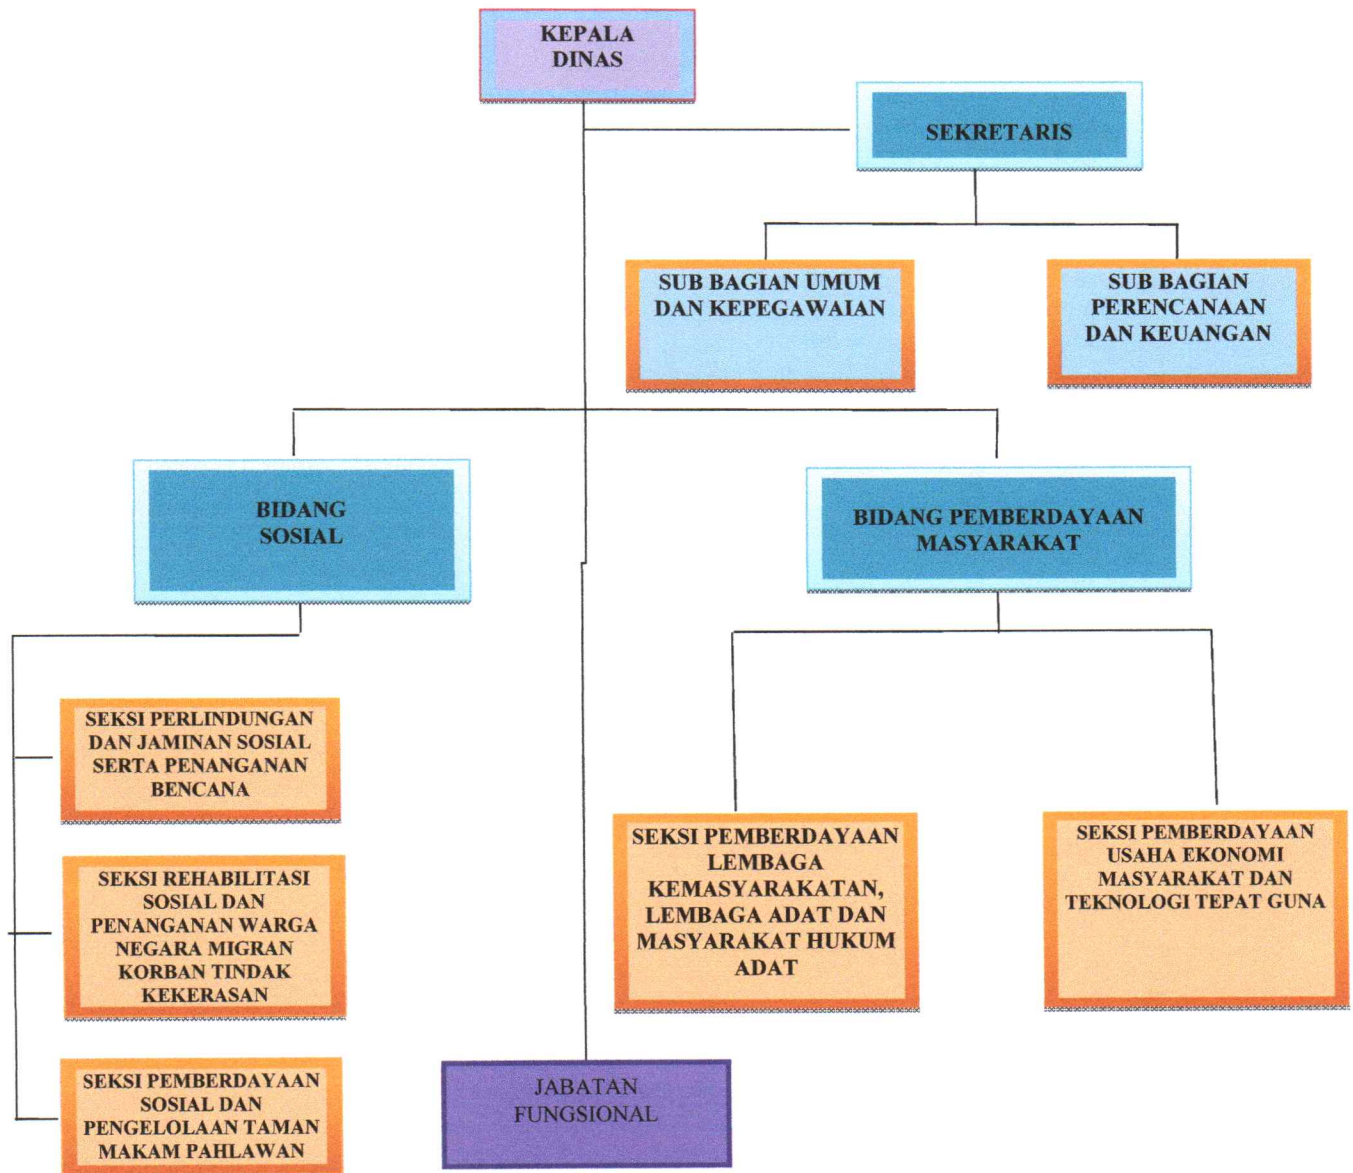 KEPALA
DINAS
SEKRETARIS
SUB BAGIAN UMUM
DAN KEPEGAWAIAN
SUB BAGIAN
PERENCANAAN
DAN KEUANGAN
BIDANG
SOSIAL
BIDANG PEMBERDAYAAN
MASYARAKAT
SEKSI PERLINDUNGAN
DAN JAMINAN SOSIAL
SERTA PENANGANAN
BENCANA
SEKSI REHABILITASI
SOSIAL DAN
PENANGANAN WARGA
NEGARA MIGRAN
KORBAN TINDAK
KEKERASAN
SEKSI PEMBERDAYAAN
SOSIAL DAN
PENGELOLAAN TAMAN
MAKAM PAHLAWAN
SEKSI PEMBERDAYAAN
LEMBAGA
KEMASYARAKATAN,
LEMBAGA ADAT DAN
MASYARAKAT HUKUM
ADAT
SEKSI PEMBERDAYAAN
USAHA EKONOMI
MASYARAKAT DAN
TEKNOLOGI TEPAT GUNA
JABATAN
FUNGSIONAL